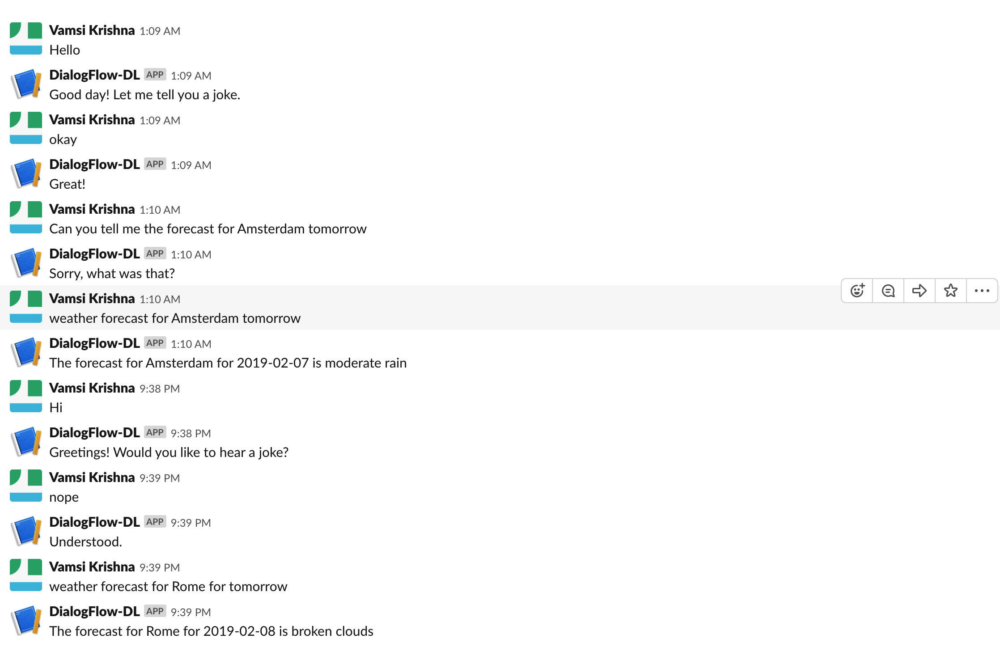 Vamsi Krishna 1:09 AM
Hello
DialogFlow-DL APP 1:09 AM
Good day! Let me tell you a joke.
Vamsi Krishna 1:09 AM
okay
DialogFlow-DL APP 1:09 AM
Great!
Vamsi Krishna 1:10 AM
Can you tell me the forecast for Amsterdam tomorrow
DialogFlow-DL APP 1:10 AM
Sorry, what was that?
Vamsi Krishna 1:10 AM
weather forecast for Amsterdam tomorrow
DialogFlow-DL APP 1:10 AM
The forecast for Amsterdam for 2019-02-07 is moderate rain
Vamsi Krishna 9:38 PM
Hi
DialogFlow-DL APP 9:38 PM
Greetings! Would you like to hear a joke?
Vamsi Krishna 9:39 PM
nope
DialogFlow-DL APP 9:39 PM
Understood.
Vamsi Krishna 9:39 PM
weather forecast for Rome for tomorrow
DialogFlow-DL APP 9:39 PM
The forecast for Rome for 2019-02-08 is broken clouds